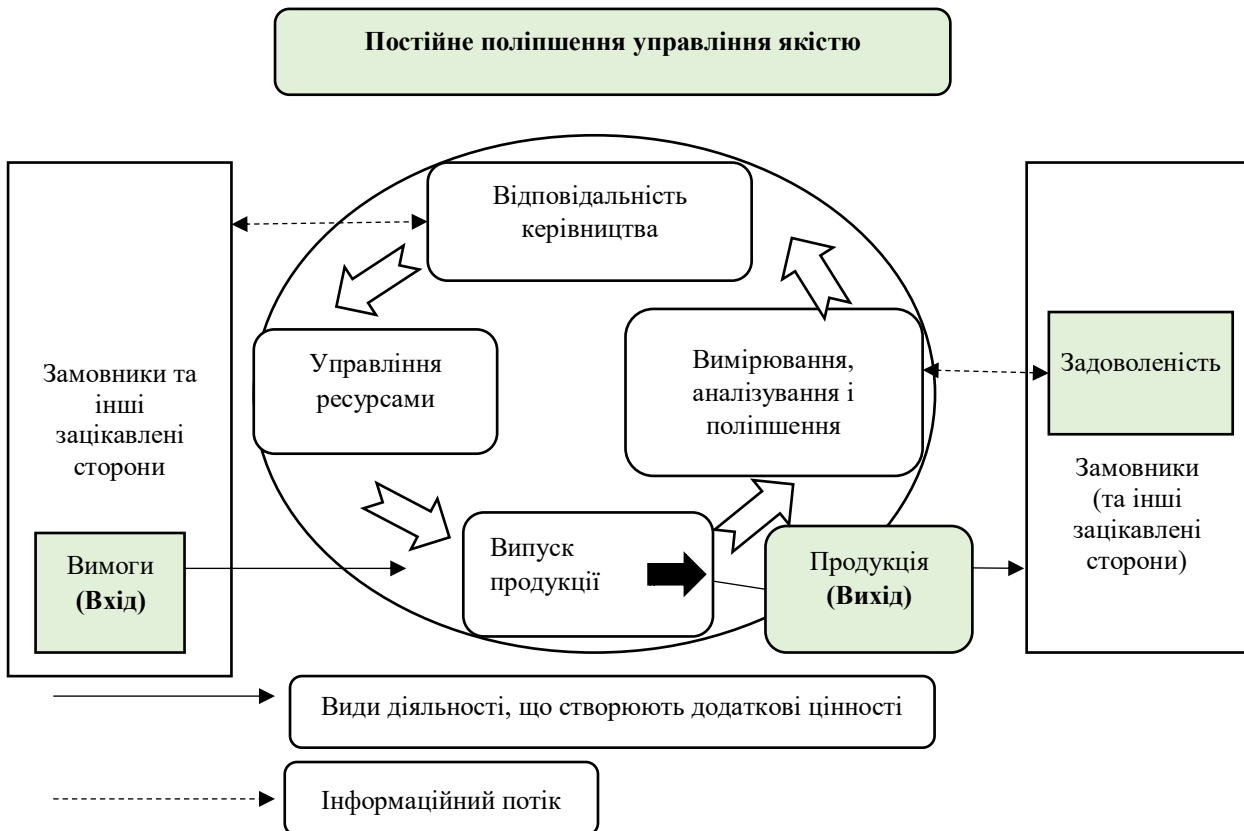 Постійне поліпшення управління якістю
Відповідальність
керівництва
Управління
ресурсами
Вимірювання,
аналізування і
поліпшення
Задоволеність
Замовники та
інші
зацікавлені
сторони
Замовники
(та інші
зацікавлені
сторони)
Вимоги
(Вхід)
Випуск
продукції
Продукція
(Вихід)
Види діяльності, що створюють додаткові цінності
Інформаційний потік